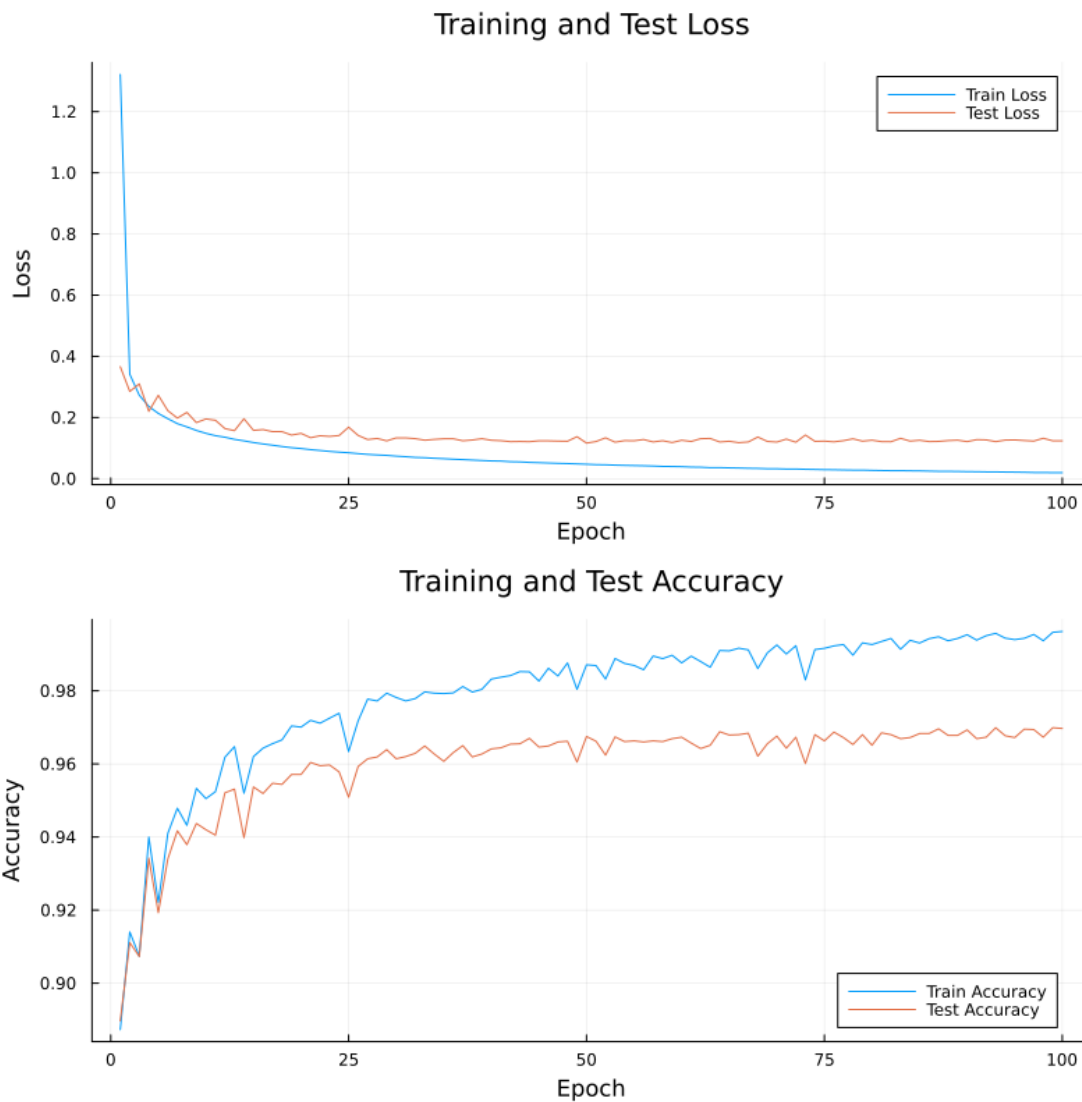 Training and Test Loss
Train Loss
Test Loss
1.2
1.0
0.8
0.6
0.4
0.2
0.0
Loss
0 25 50 75 100
Epoch
Training and Test Accuracy
0.98
0.96
0.94
0.92
0.90
Accuracy
Train Accuracy
Test Accuracy
0 25 50 75 100
Epoch